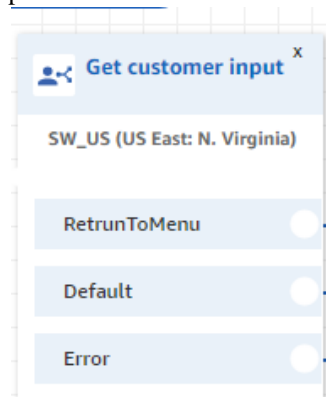 Get customer input
x
SW_US (US East: N. Virginia)
RetrunToMenu
Default
Error